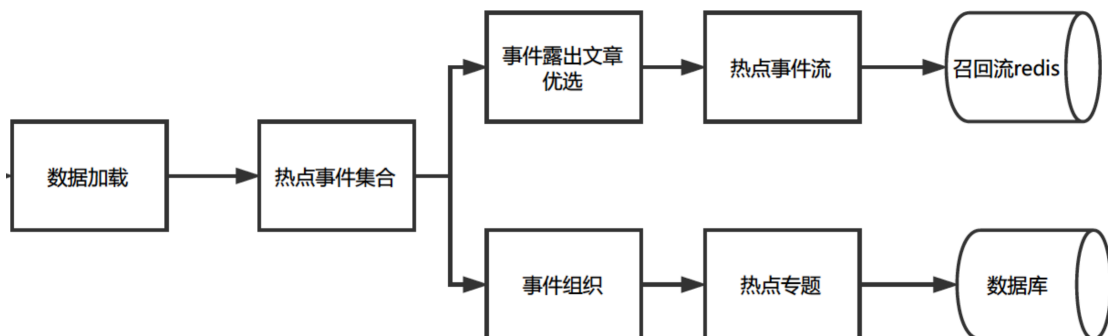 事件露出文章
优选
热点事件流
召回流redis
数据加载
热点事件集合
事件组织
热点专题
数据库